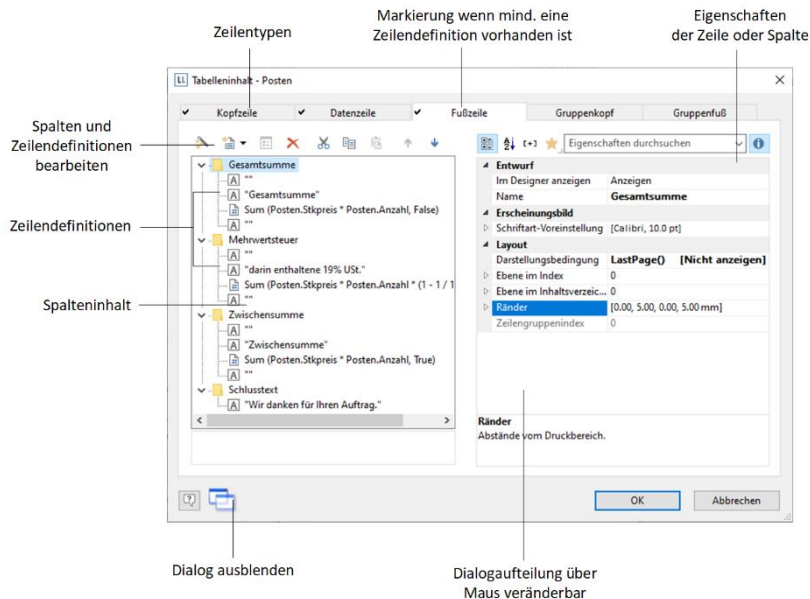 Zeilentypen
Markierung wenn mind. eine
Zeilendefinition vorhanden ist
Eigenschaften
der Zeile oder Spalte
LL Tabelleninhalt - Posten
Kopfzeile
Datenzeile
Fußzeile
Gruppenkopf
Gruppenfuß
Spalten und
Zeilendefinitionen
bearbeiten
Eigenschaften durchsuchen
Gesamtsumme
A ""
A "Gesamtsumme"
Sum (Posten.Stkpreis * Posten.Anzahl, False)
A ""
Mehrwertsteuer
A ""
A "darin enthaltene 19% USt."
Sum (Posten.Stkpreis * Posten.Anzahl * (1 - 1 / 1
A ""
Zwischensumme
A ""
A "Zwischensumme"
Sum (Posten.Stkpreis * Posten.Anzahl, True)
A ""
Schlusstext
A "Wir danken für Ihren Auftrag."
Zeilendefinitionen
Spalteninhalt
Entwurf
Im Designer anzeigen Anzeigen
Name Gesamtsumme
Erscheinungsbild
Schriftart-Voreinstellung [Calibri, 10.0 pt]
Layout
Darstellungsbedingung LastPage() [Nicht anzeigen]
Ebene im Index 0
Ebene im Inhaltsverzeic... 0
Ränder [0.00, 5.00, 0.00, 5.00 mm]
Zeilengruppenindex 0
Ränder
Abstände vom Druckbereich.
OK
Abbrechen
Dialog ausblenden
Dialogaufteilung über
Maus veränderbar